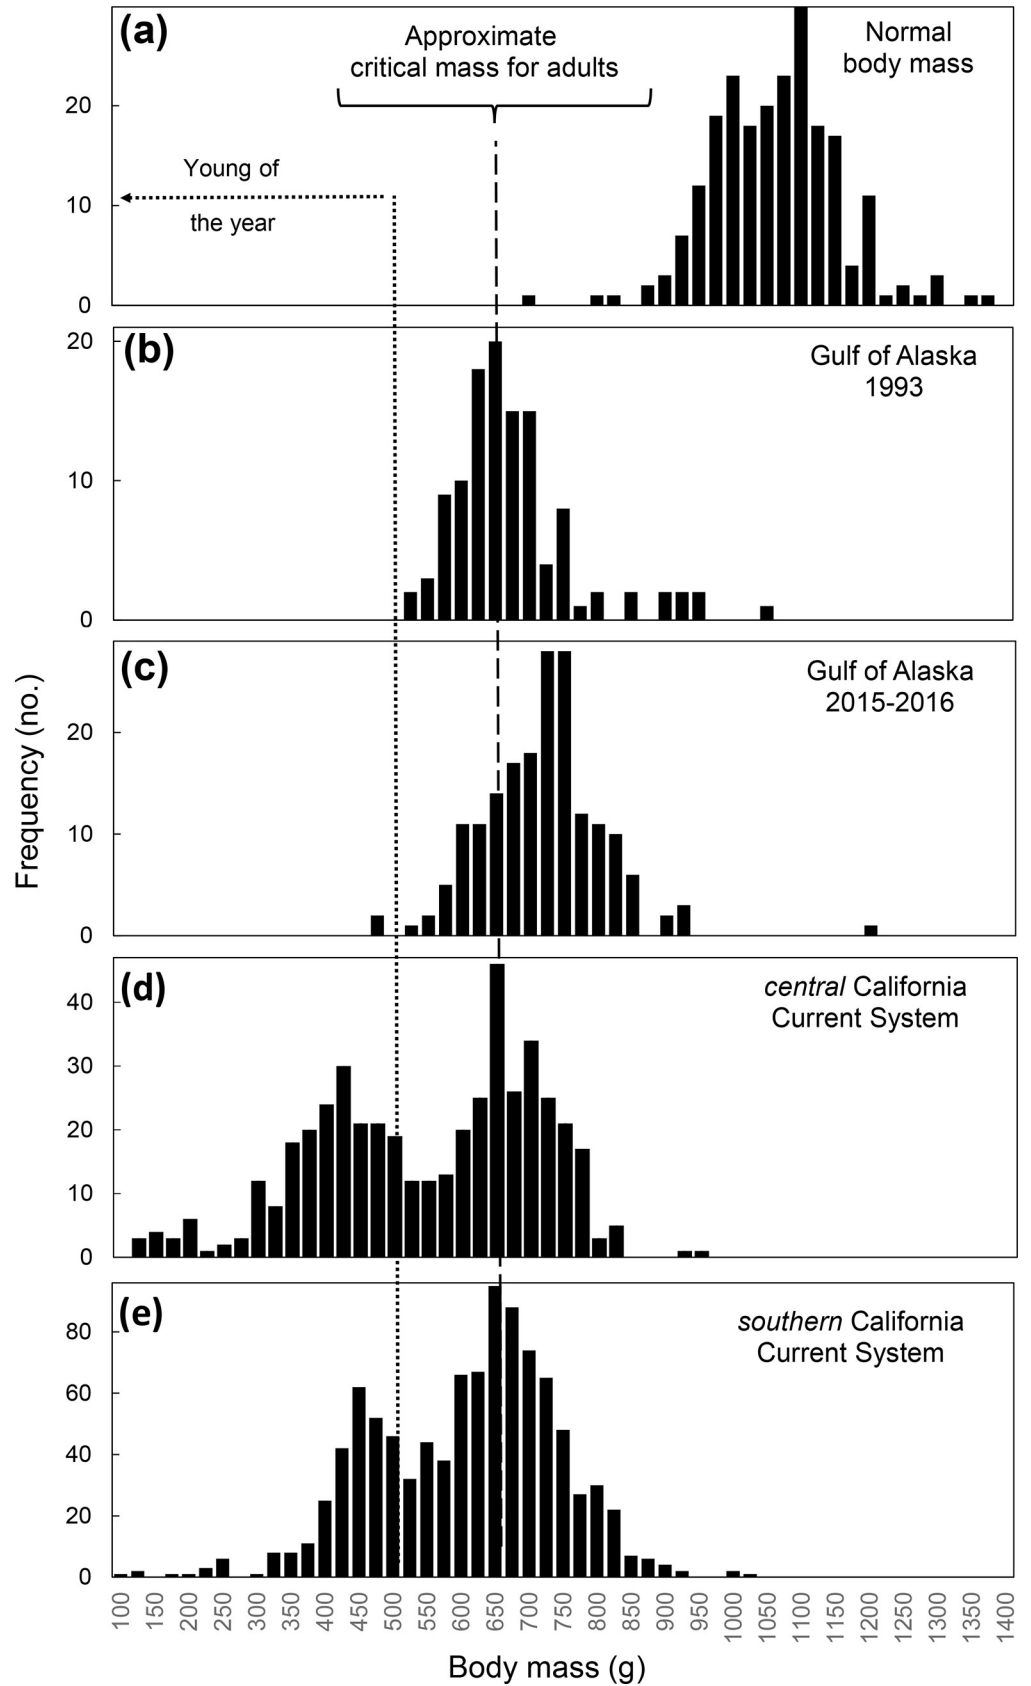 (a)
Approximate
critical mass for adults
Normal
body mass
Young of
the year
20
10
0
(b)
Gulf of Alaska
1993
20
10
0
(c)
Gulf of Alaska
2015-2016
20
10
0
Frequency (no.)
(d)
central California
Current System
40
30
20
10
0
(e)
southern California
Current System
80
60
40
20
0
100 150 200 250 300 350 400 450 500 550 600 650 700 750 800 850 900 950 1000 1050 1100 1150 1200 1250 1300 1350 1400
Body mass (g)